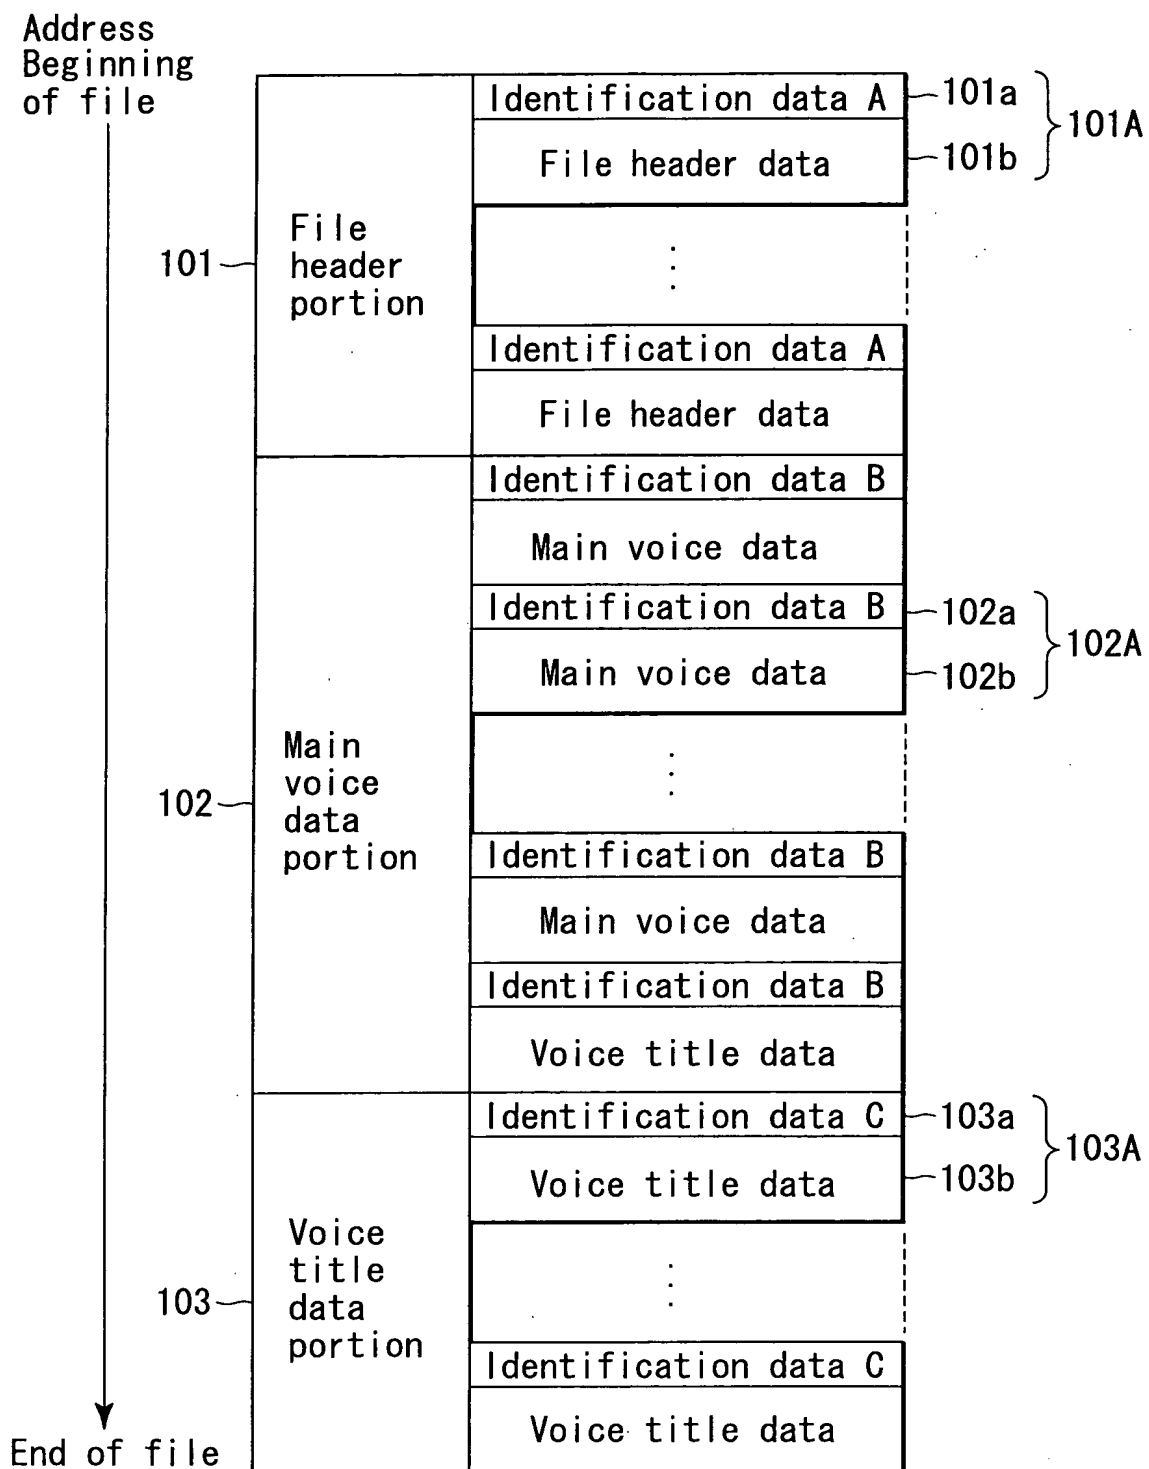 Address
Beginning
of file
Identification data A
101a
101A
File header data
101b
File
header
portion
101
Identification data A
File header data
Identification data B
Main voice data
Identification data B
102a
102A
Main voice data
102b
Main
voice
data
portion
102
Identification data B
Main voice data
Identification data B
Voice title data
Identification data C
103a
103A
Voice title data
103b
Voice
title
data
portion
103
Identification data C
Voice title data
End of file